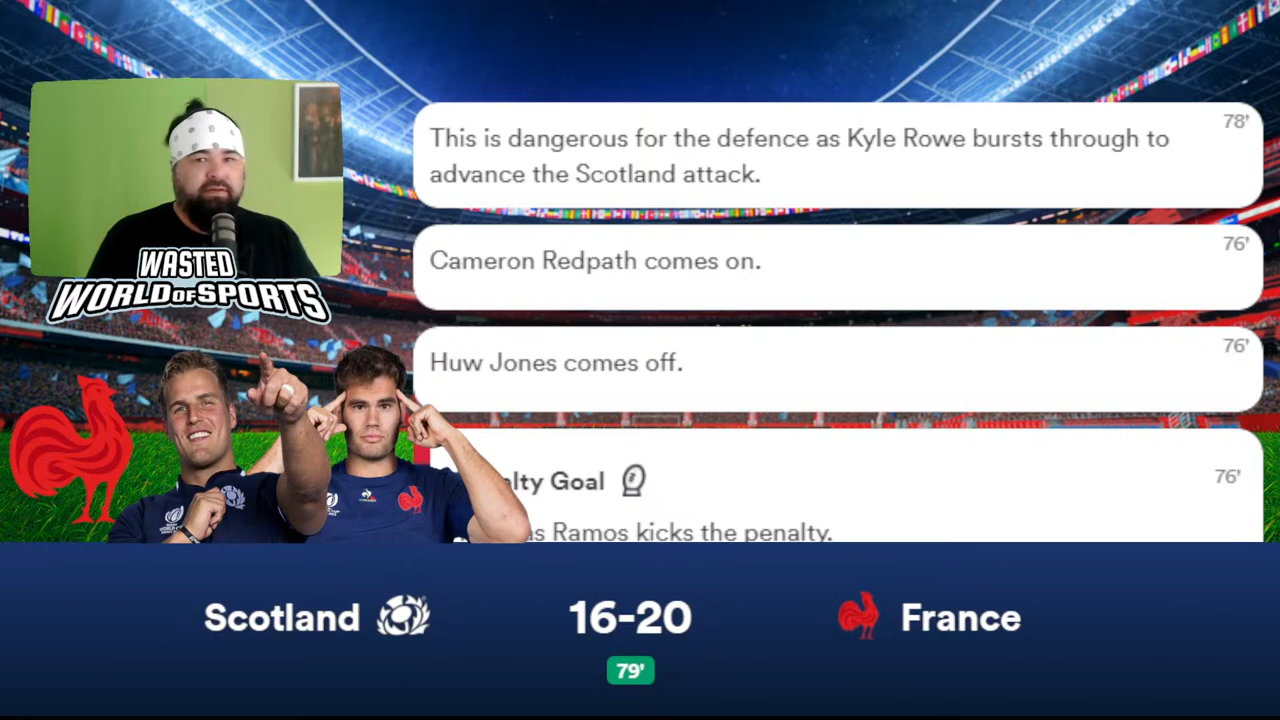 78'
This is dangerous for the defence as Kyle Rowe bursts through to
advance the Scotland attack.
76'
Cameron Redpath comes on.
76'
Huw Jones comes off.
76'
lty Goal
as Ramos kicks the penalty.
WASTED
WORLD OF SPORTS
Scotland 16-20 France
79'